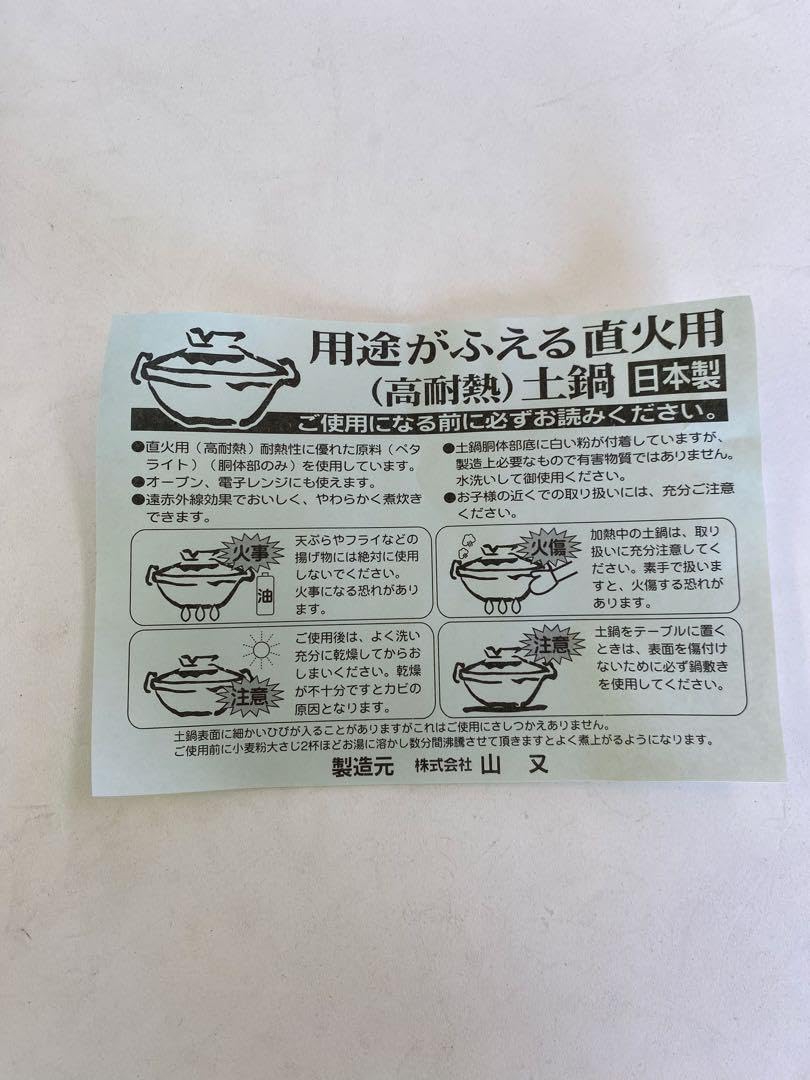 用途がふえる直火用
（高耐熱）土鍋 日本製
ご使用になる前に必ずお読みください。
●直火用（高耐熱）耐熱性に優れた原料（ペタ
ライト）（胴体部のみ）を使用しています。
●オーブン、電子レンジにも使えます。
●遠赤外線効果でおいしく、やわらかく煮炊き
できます。
●土鍋胴体部底に白い粉が付着していますが、
製造上必要なもので有害物質ではありません。
水洗いして御使用ください。
●お子様の近くでの取り扱いには、充分ご注意
ください。
火事
油
天ぷらやフライなどの
揚げ物には絶対に使用
しないでください。
火事になる恐れがあり
ます。
火傷
加熱中の土鍋は、取り
扱いに充分注意してく
ださい。素手で扱いま
すと、火傷する恐れが
あります。
注意
ご使用後は、よく洗い
充分に乾燥してからお
しまいください。乾燥
が不十分ですとカビの
原因となります。
注意
土鍋をテーブルに置く
ときは、表面を傷付け
ないために必ず鍋敷き
を使用してください。
土鍋表面に細かいひびが入ることがありますがこれはご使用にさしつかえありません。
ご使用前に小麦粉大さじ2杯ほどお湯に溶かし数分間沸騰させて頂きますとよく煮上がるようになります。
製造元 株式会社 山又